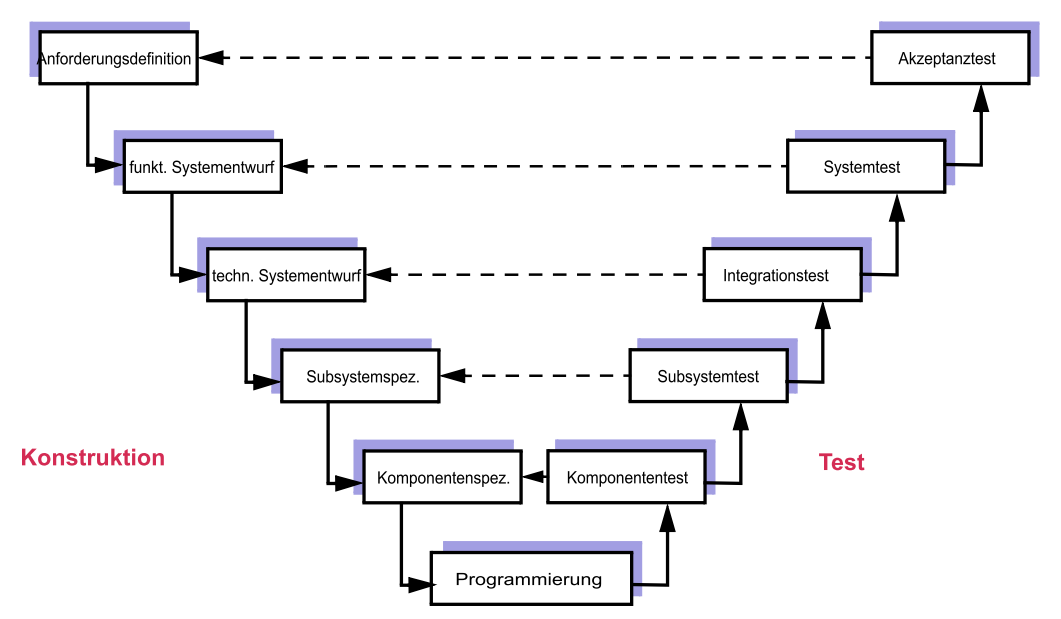 Anforderungsdefinition
Akzeptanztest
funkt. Systementwurf
Systemtest
techn. Systementwurf
Integrationstest
Subsystemspez.
Subsystemtest
Konstruktion
Test
Komponentenspez.
Komponententest
Programmierung